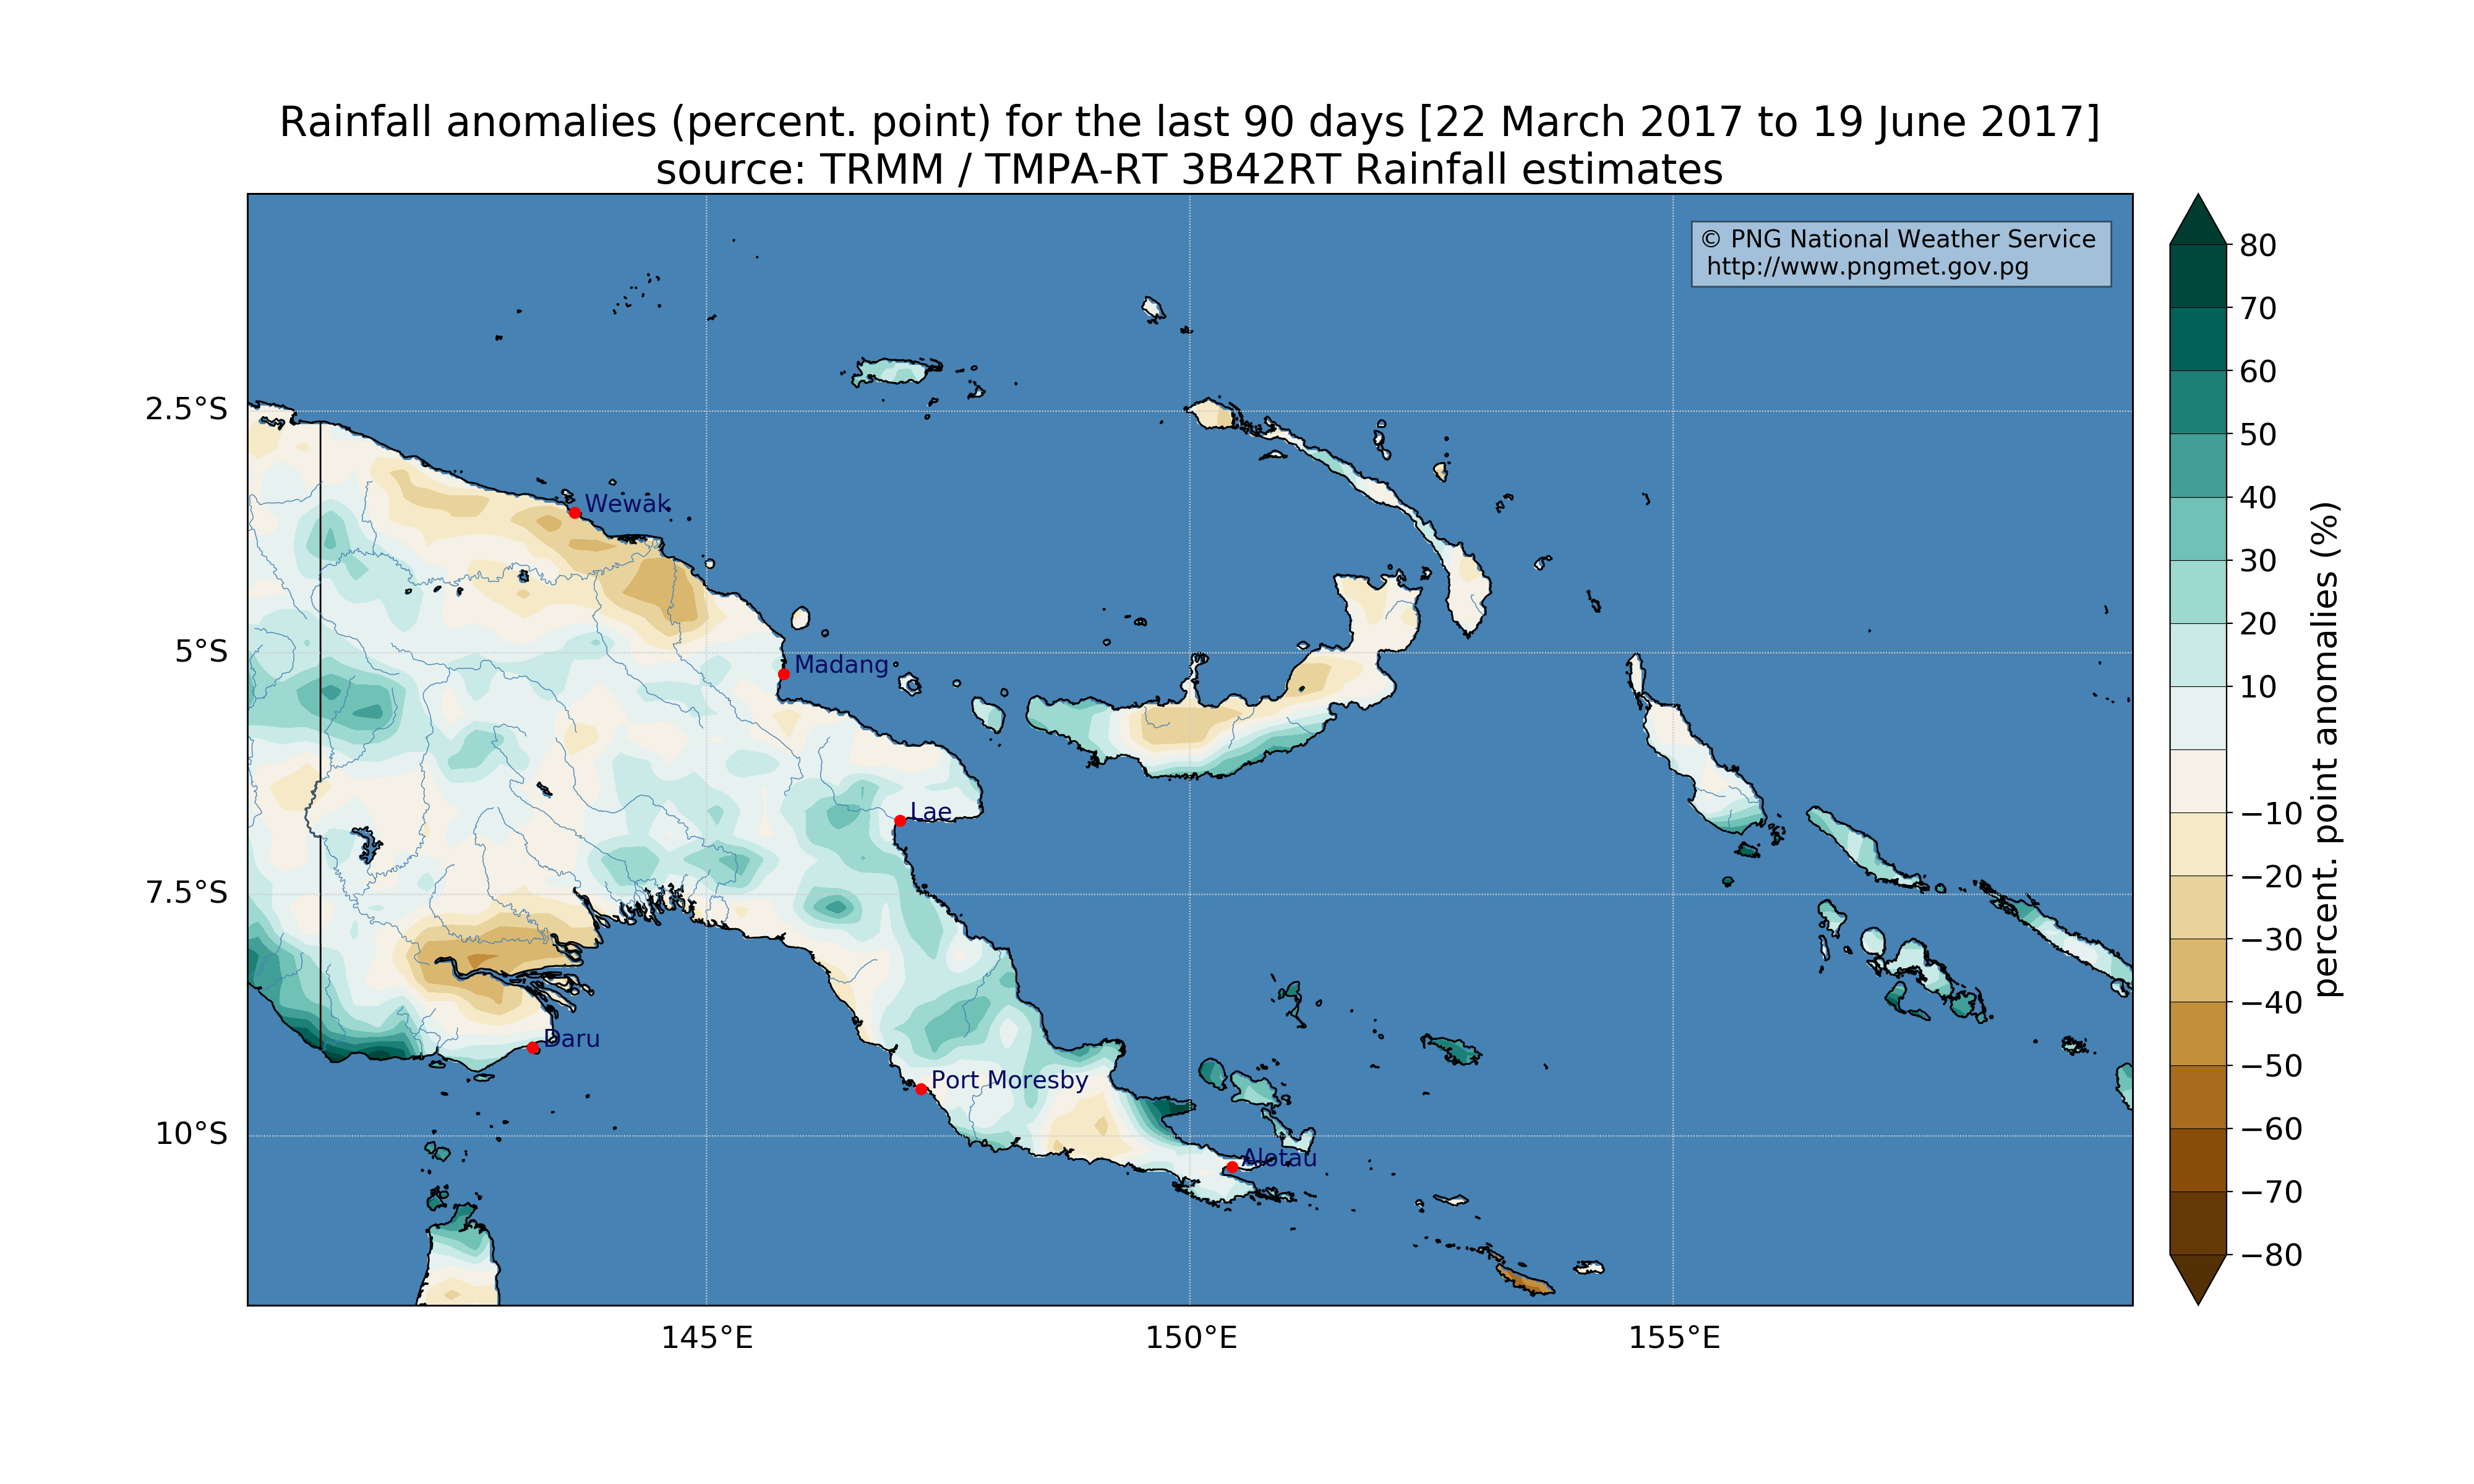 Rainfall anomalies (percent. point) for the last 90 days [22 March 2017 to 19 June 2017]
source: TRMM / TMPA-RT 3B42RT Rainfall estimates
© PNG National Weather Service
http://www.pngmet.gov.pg
2.5°S
5°S
7.5°S
10°S
Wewak
Madang
Lae
Daru
Port Moresby
Alotau
145°E
150°E
155°E
80
70
60
50
40
30
20
10
−10
−20
−30
−40
−50
−60
−70
−80
percent. point anomalies (%)